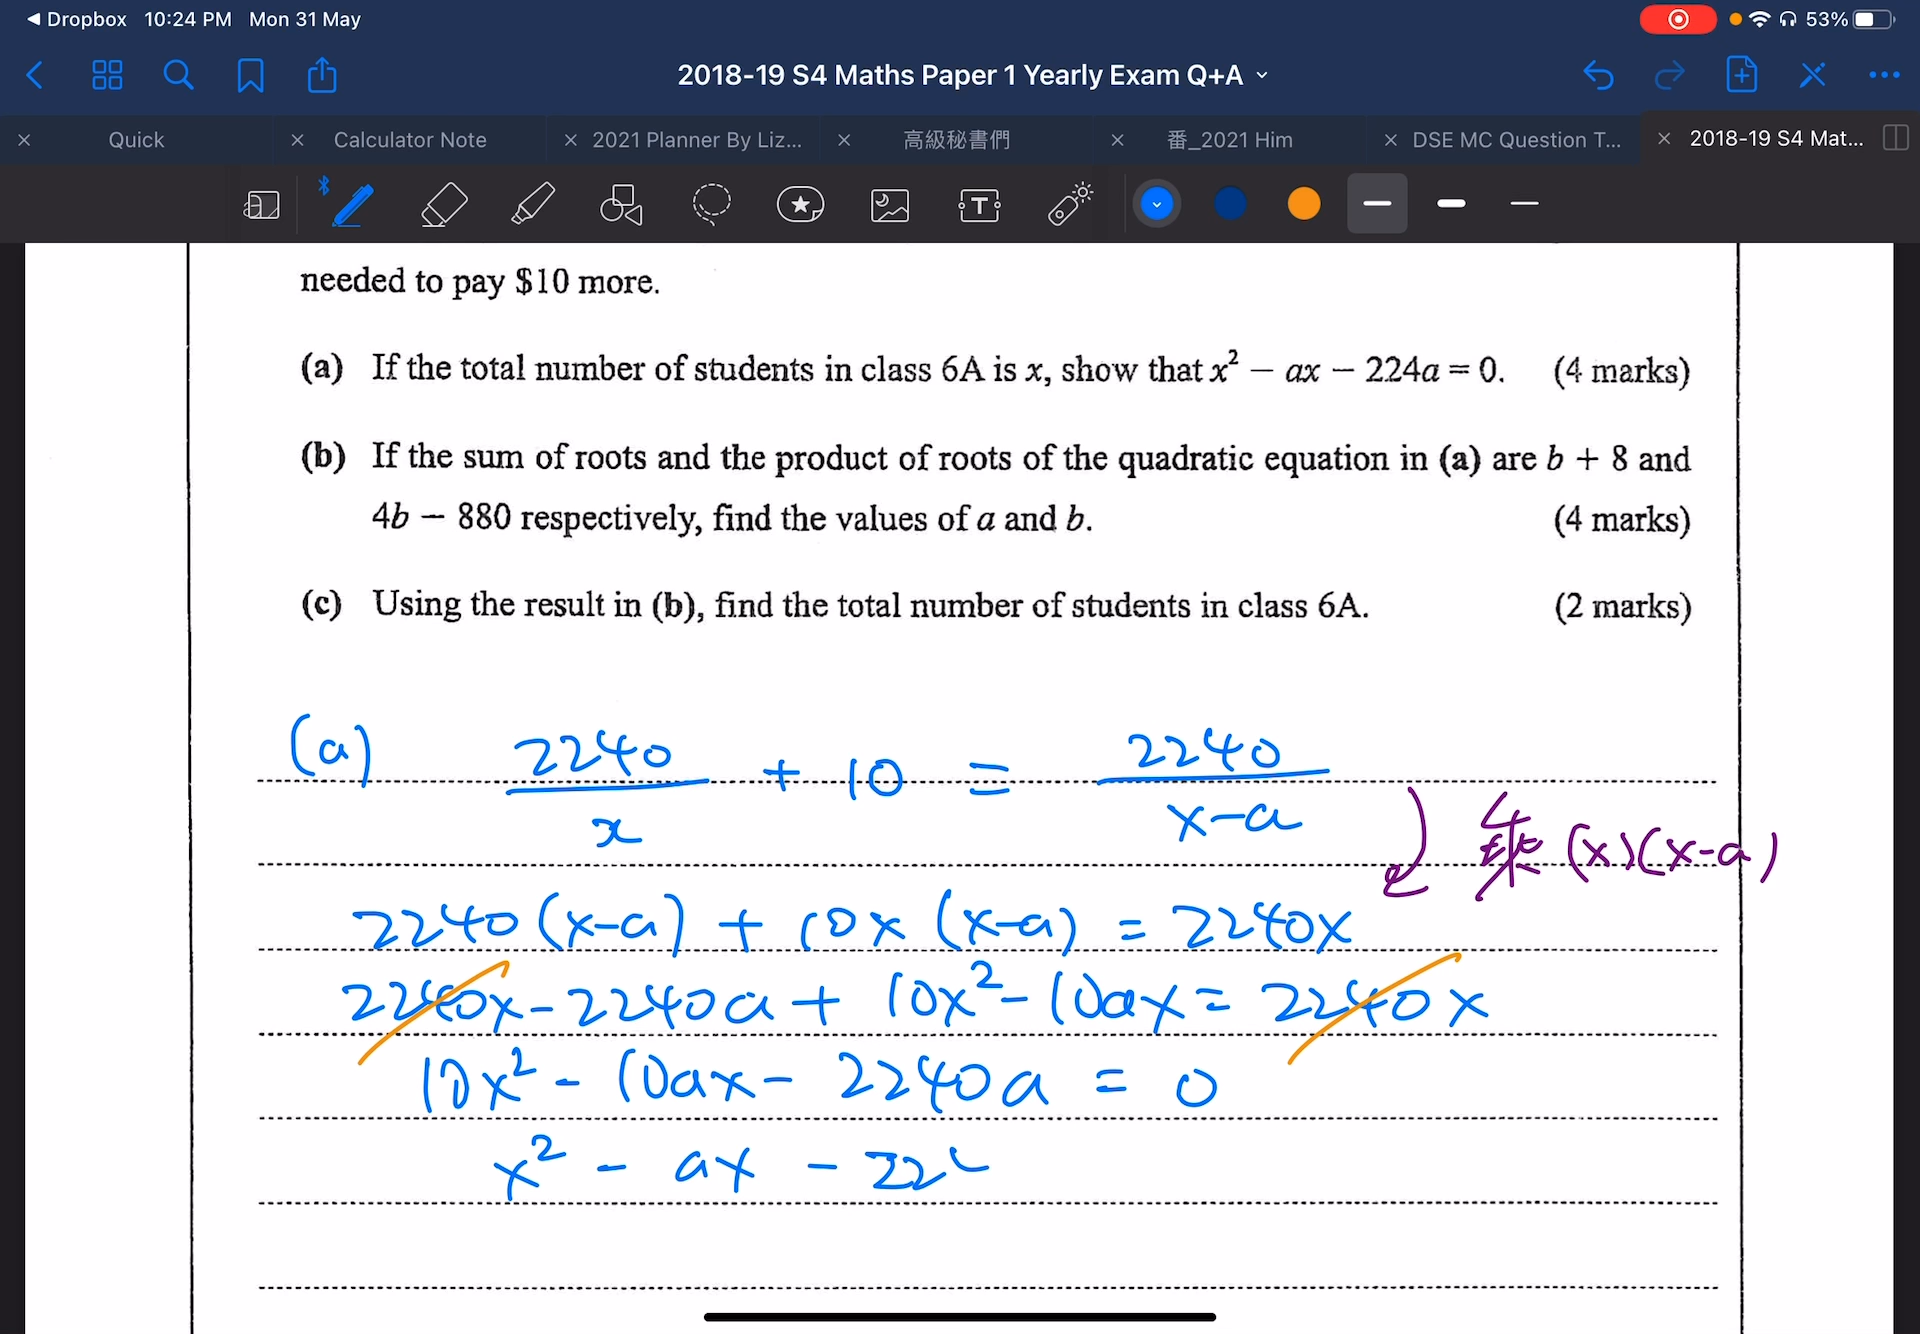 Dropbox 10:24 PM Mon 31 May 53%
2018-19 S4 Maths Paper 1 Yearly Exam Q+A
Quick Calculator Note 2021 Planner By Liz... 高級秘書們 番_2021 Him DSE MC Question T... 2018-19 S4 Mat...
needed to pay $10 more.
(a) If the total number of students in class 6A is x, show that x² − ax − 224a = 0. (4 marks)
(b) If the sum of roots and the product of roots of the quadratic equation in (a) are b + 8 and
4b − 880 respectively, find the values of a and b. (4 marks)
(c) Using the result in (b), find the total number of students in class 6A. (2 marks)
(a) 2240/x + 10 = 2240/x-a
乘 (x)(x-a)
2240(x-a) + 10x(x-a) = 2240x
2240x - 2240a + 10x² - 10ax = 2240x
10x² - 10ax - 2240a = 0
x² - ax - 22